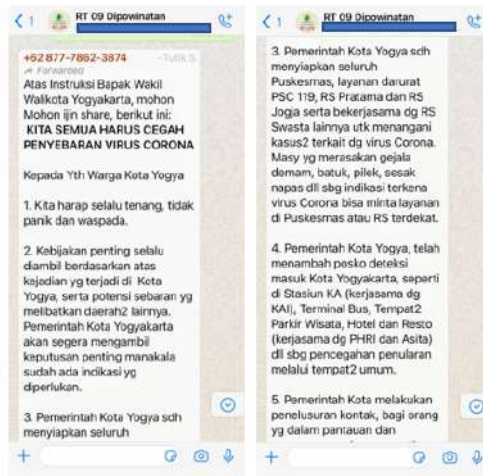 1
RT 09 Dipowinatan
+62 877-7862-3874
~Tutik S
Forwarded
Atas Instruksi Bapak Wakil
Walikota Yogyakarta, mohon
Mohon ijin share, berikut ini:
KITA SEMUA HARUS CEGAH
PENYEBARAN VIRUS CORONA
Kepada Yth Warga Kota Yogya
1. Kita harap selalu tenang, tidak
panik dan waspada.
2. Kebijakan penting selalu
diambil berdasarkan atas
kejadian yg terjadi di Kota
Yogya, serta potensi sebaran yg
melibatkan daerah2 lainnya.
Pemerintah Kota Yogyakarta
akan segera mengambil
keputusan penting manakala
sudah ada indikasi yg
diperlukan.
3. Pemerintah Kota Yogya sdh
menyiapkan seluruh
1
RT 09 Dipowinatan
3. Pemerintah Kota Yogya sdh
menyiapkan seluruh
Puskesmas, layanan darurat
PSC 119, RS Pratama dan RS
Jogja serta bekerjasama dg RS
Swasta lainnya utk menangani
kasus2 terkait dg virus Corona.
Masy yg merasakan gejala
demam, batuk, pilek, sesak
napas dll sbg indikasi terkena
virus Corona bisa minta layanan
di Puskesmas atau RS terdekat.
4. Pemerintah Kota Yogya, telah
menambah posko deteksi
masuk Kota Yogyakarta, seperti
di Stasiun KA (kerjasama dg
KAI), Terminal Bus, Tempat2
Parkir Wisata, Hotel dan Resto
(kerjasama dg PHRI dan Asita)
dll sbg pencegahan penularan
melalui tempat2 umum.
5. Pemerintah Kota melakukan
penelusuran kontak, bagi orang
yg dalam pantauan dan